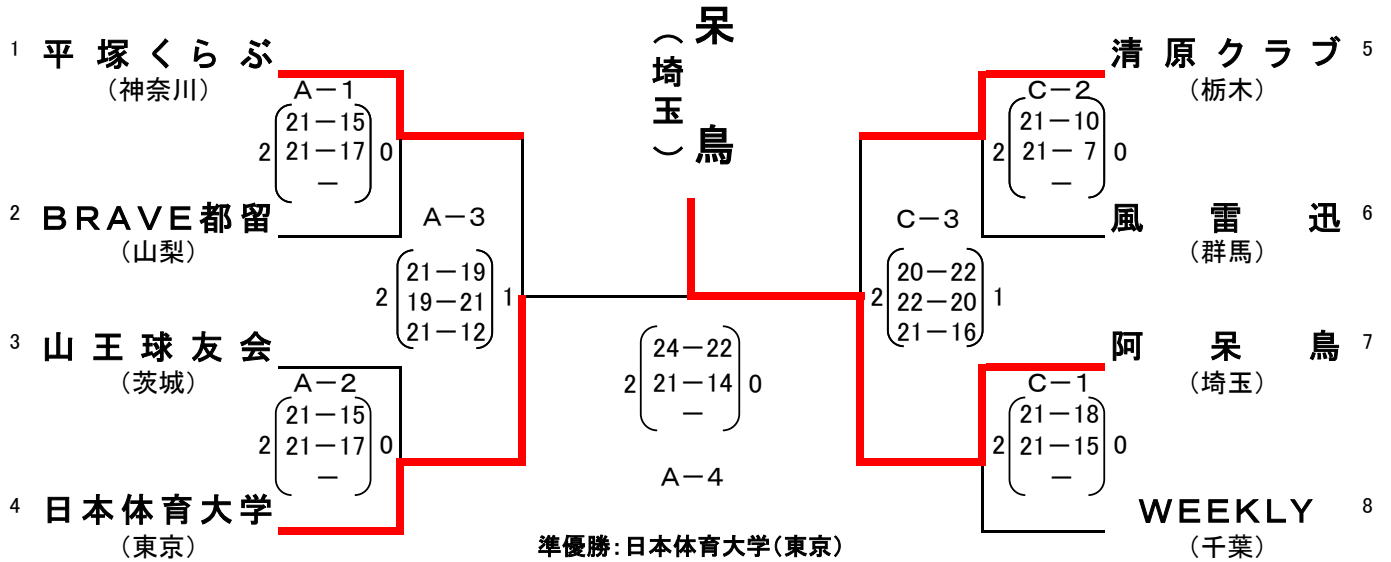 1 平塚くらぶ
(神奈川)
A-1
21-15
2 21-17 0
-
2 BRAVE都留
(山梨)
A-3
21-19
2 19-21 1
21-12
3 山王球友会
(茨城)
A-2
21-15
2 21-17 0
-
4 日本体育大学
(東京)
呆鳥
(埼玉)
24-22
2 21-14 0
-
A-4
準優勝:日本体育大学(東京)
清原クラブ 5
(栃木)
C-2
21-10
2 21-7 0
-
風雷迅 6
(群馬)
C-3
20-22
2 22-20 1
21-16
阿呆鳥 7
(埼玉)
C-1
21-18
2 21-15 0
-
WEEKLY 8
(千葉)